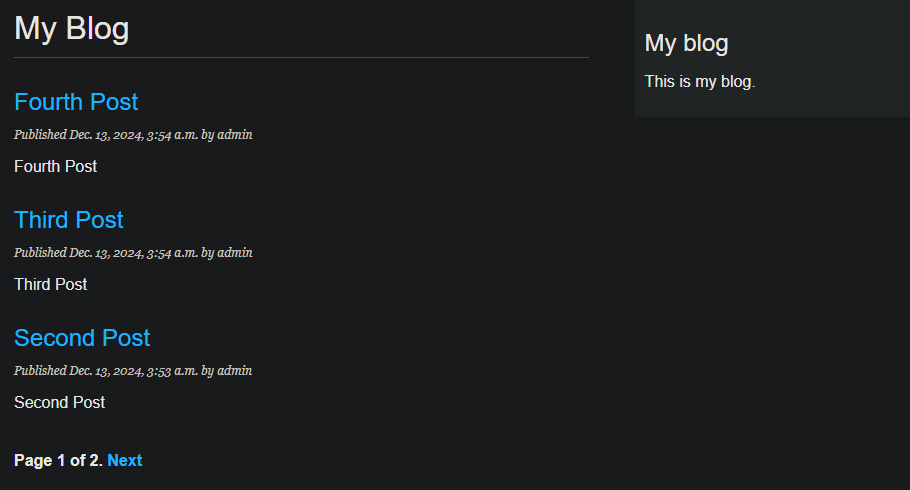 My Blog
Fourth Post
Published Dec. 13, 2024, 3:54 a.m. by admin
Fourth Post
Third Post
Published Dec. 13, 2024, 3:54 a.m. by admin
Third Post
Second Post
Published Dec. 13, 2024, 3:53 a.m. by admin
Second Post
Page 1 of 2. Next
My blog
This is my blog.